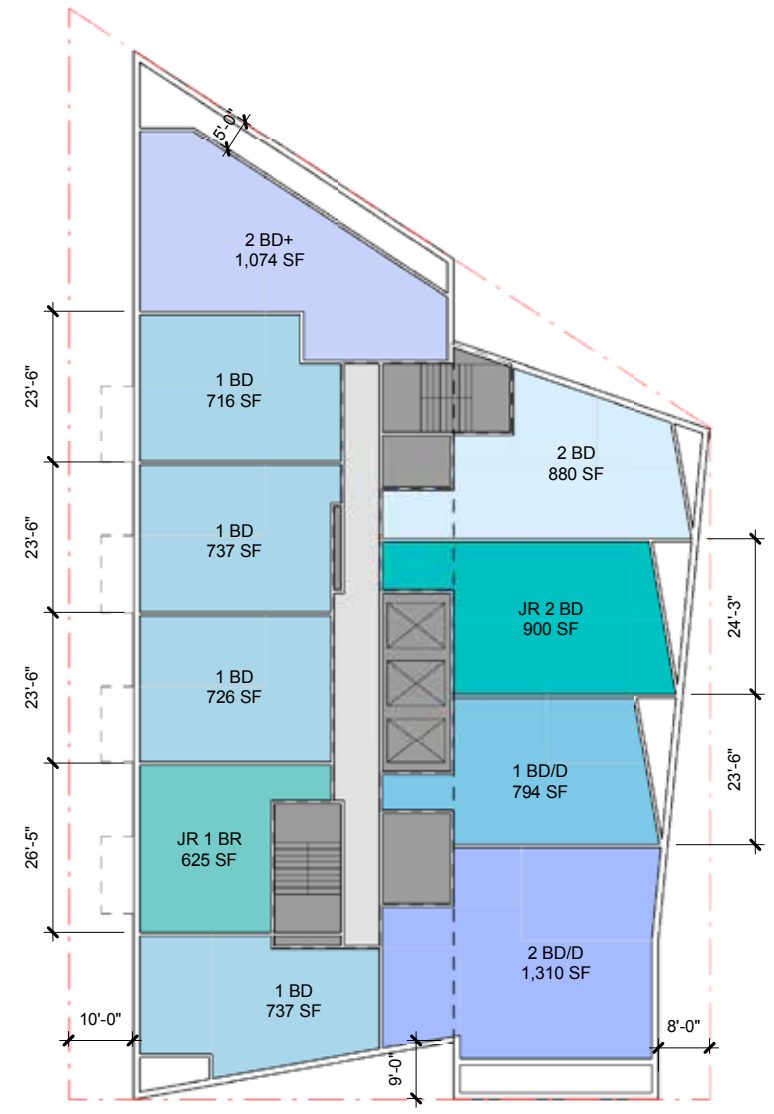 5'-0"
2 BD+
1,074 SF
23'-6"
1 BD
716 SF
2 BD
880 SF
23'-6"
1 BD
737 SF
JR 2 BD
900 SF
24'-3"
23'-6"
1 BD
726 SF
1 BD/D
794 SF
23'-6"
26'-5"
JR 1 BR
625 SF
2 BD/D
1,310 SF
1 BD
737 SF
10'-0"
9'-0"
8'-0"